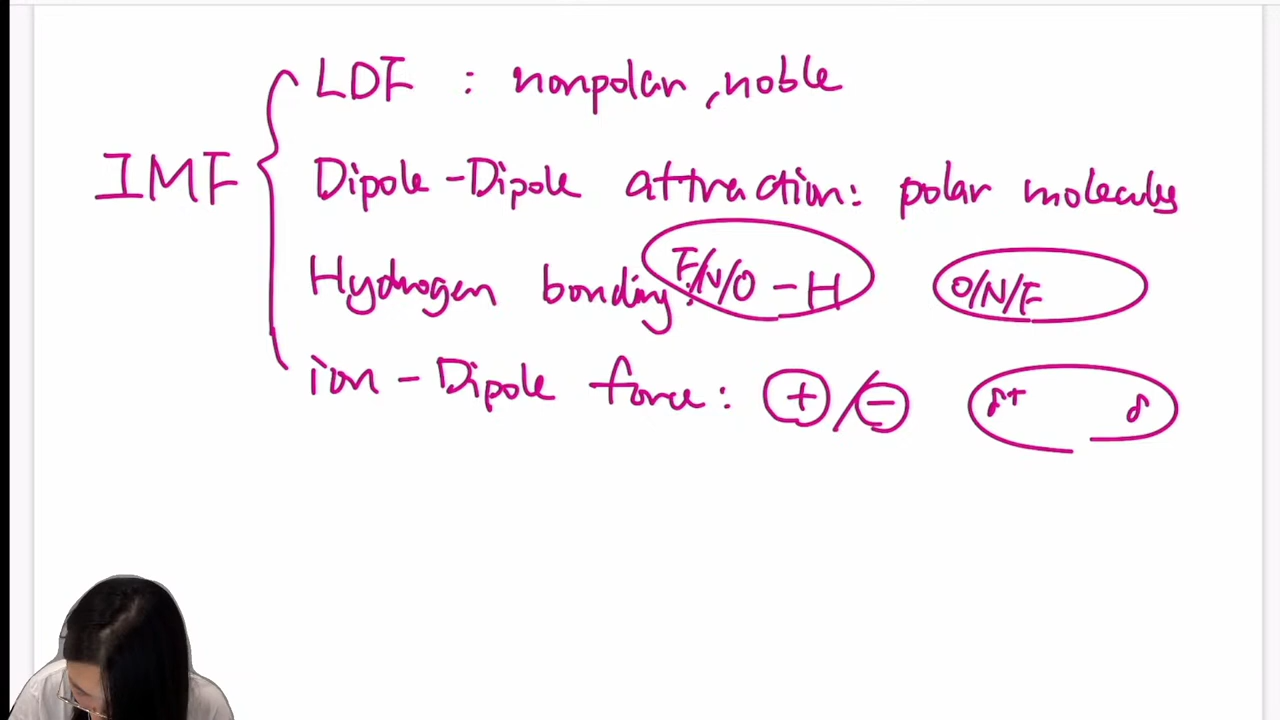 LDF : nonpolar, noble
IMF
Dipole-Dipole attraction: polar molecules
Hydrogen bonding: F/N/O - H O/N/F
ion - Dipole force: + / - δ+ δ